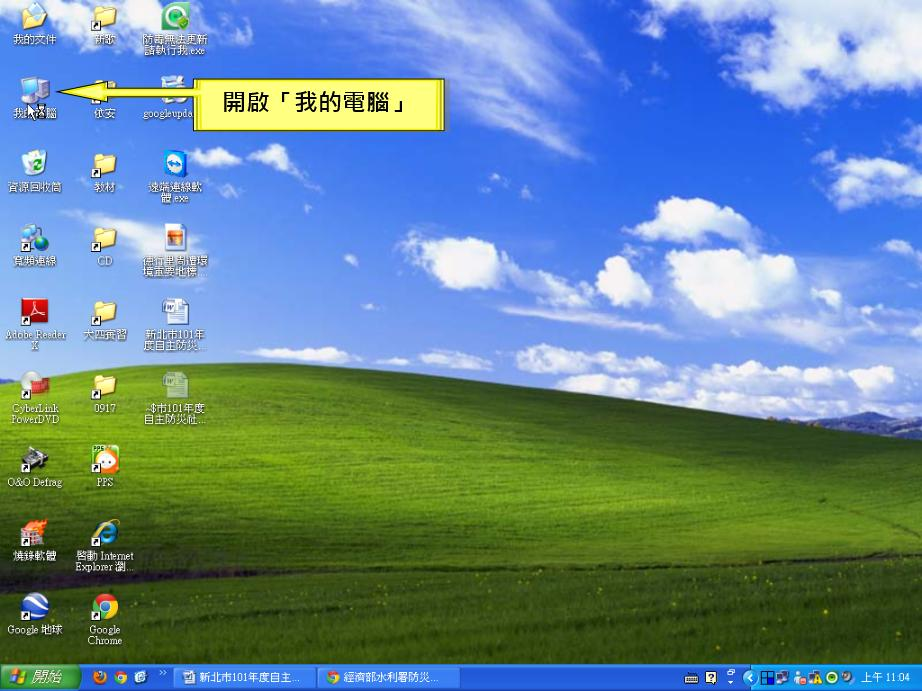 我的文件
新歌
防毒無法更新
請執行我.exe
開啟「我的電腦」
我的電腦
依安
googleupda
資源回收筒
教材
遠端連線軟
體.exe
寬頻連線
CD
德行里周遭環
境重要地標...
Adobe Reader
X
大四實習
新北市101年
度自主防災...
CyberLink
PowerDVD
0917
~$市101年度
自主防災社...
O&O Defrag
PPS
燒錄軟體
啟動 Internet
Explorer 瀏...
Google 地球
Google
Chrome
開始
新北市101年度自主...
經濟部水利署防災...
上午 11:04